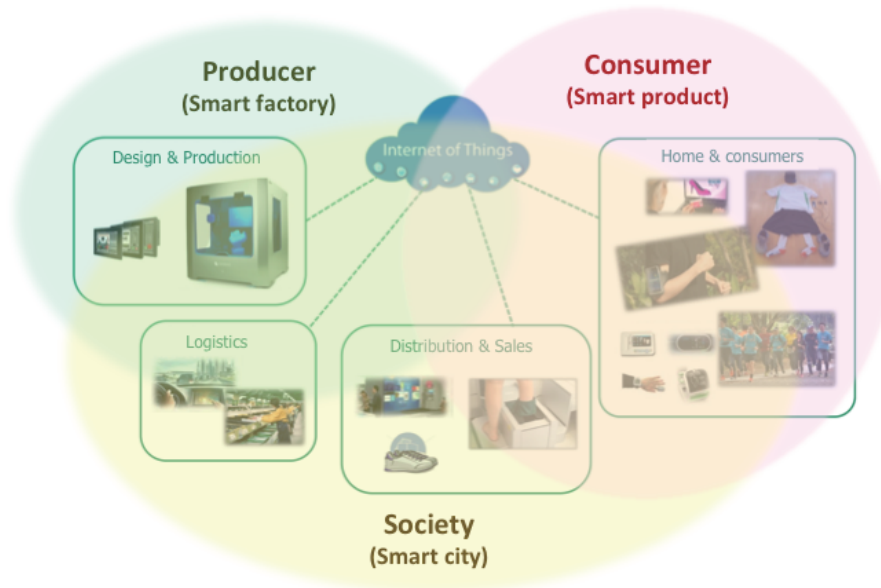 Producer
(Smart factory)
Consumer
(Smart product)
Internet of Things
Design & Production
Home & consumers
Logistics
Distribution & Sales
Society
(Smart city)